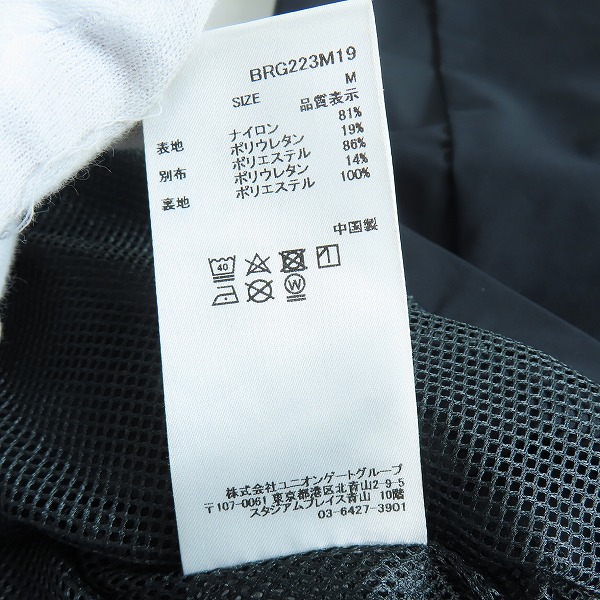 BRG223M19
SIZE M
品質表示
表地 ナイロン 81%
ポリウレタン 19%
別布 ポリエステル 86%
ポリウレタン 14%
裏地 ポリエステル 100%
中国製
40
W
株式会社ユニオンゲートグループ
〒107-0061 東京都港区北青山2-9-5
スタジアムプレイス青山 10階
03-6427-3901